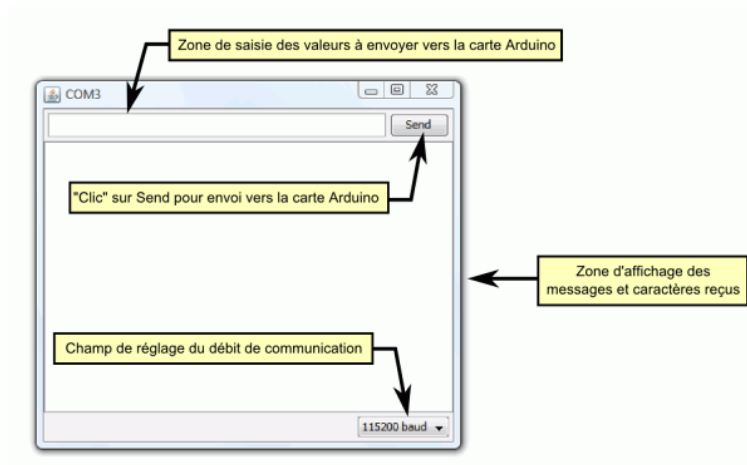 Zone de saisie des valeurs à envoyer vers la carte Arduino
COM3
Send
"Clic" sur Send pour envoi vers la carte Arduino
Zone d'affichage des
messages et caractères reçus
Champ de réglage du débit de communication
115200 baud